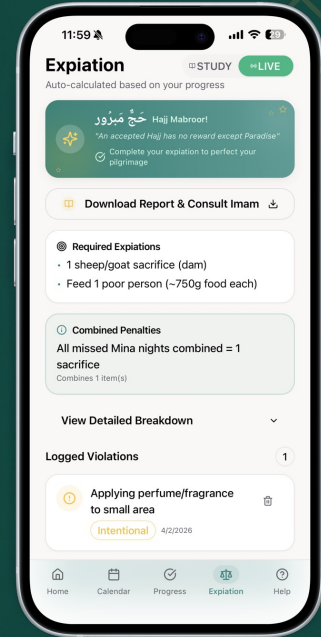 11:59
29
Expiation
STUDY
LIVE
Auto-calculated based on your progress
حَجٌّ مَبْرُور Hajj Mabroor!
"An accepted Hajj has no reward except Paradise"
Complete your expiation to perfect your
pilgrimage
Download Report & Consult Imam
Required Expiations
• 1 sheep/goat sacrifice (dam)
• Feed 1 poor person (~750g food each)
Combined Penalties
All missed Mina nights combined = 1
sacrifice
Combines 1 item(s)
View Detailed Breakdown
Logged Violations
1
Applying perfume/fragrance
to small area
Intentional 4/2/2026
Home Calendar Progress Expiation Help